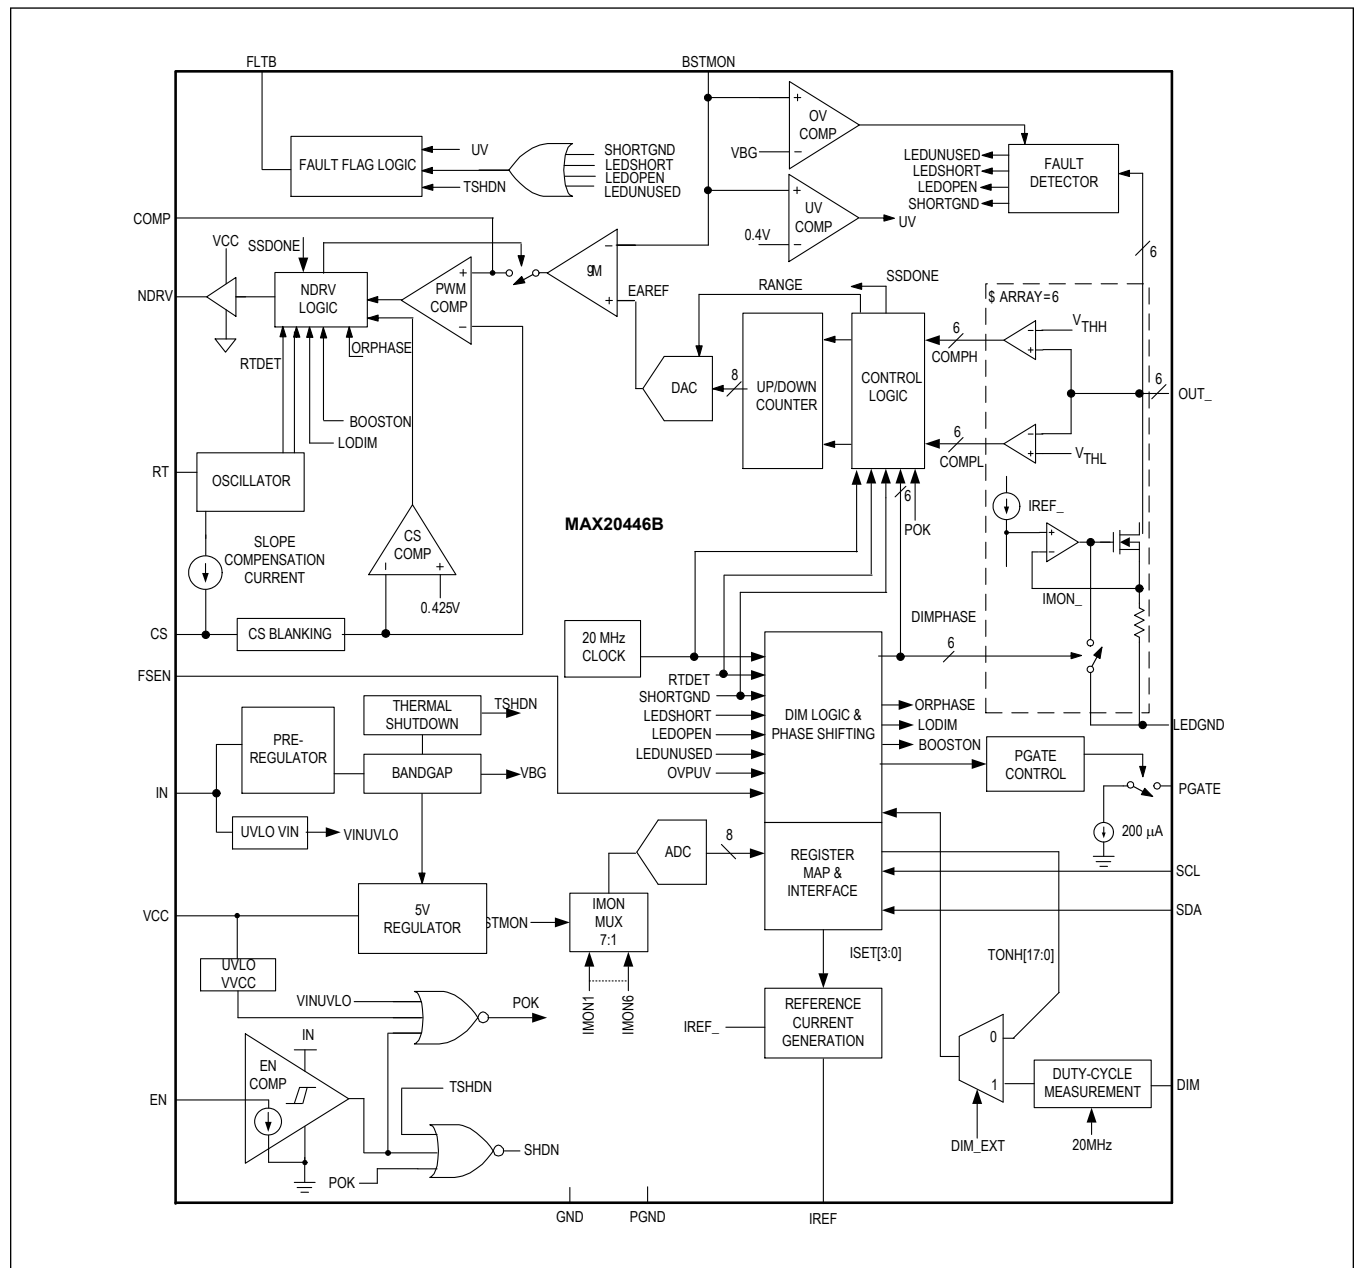 FLTB
BSTMON
FAULT FLAG LOGIC
UV
TSHDN
SHORTGND
LEDSHORT
LEDOPEN
LEDUNUSED
+
OV
COMP
VBG
−
LEDUNUSED
LEDSHORT
LEDOPEN
SHORTGND
FAULT
DETECTOR
+
UV
COMP
0.4V
−
UV
6
COMP
VCC
SSDONE
NDRV
NDRV
LOGIC
PWM
COMP
+
−
gM
−
+
EAREF
RANGE
SSDONE
$ ARRAY=6
RTDET
ORPHASE
BOOSTON
LODIM
DAC
8
UP/DOWN
COUNTER
CONTROL
LOGIC
6
COMPH
−
+
VTHH
6
OUT_
6
COMPL
−
+
VTHL
RT
OSCILLATOR
6
POK
IREF_
+
−
IMON_
MAX20446B
SLOPE
COMPENSATION
CURRENT
CS
COMP
−
+
0.425V
CS
CS BLANKING
20 MHz
CLOCK
DIMPHASE
6
FSEN
RTDET
SHORTGND
LEDSHORT
LEDOPEN
LEDUNUSED
OVPUV
DIM LOGIC &
PHASE SHIFTING
ORPHASE
LODIM
BOOSTON
LEDGND
THERMAL
SHUTDOWN
TSHDN
PRE-
REGULATOR
BANDGAP
VBG
PGATE
CONTROL
PGATE
200 µA
IN
UVLO VIN
VINUVLO
ADC
8
REGISTER
MAP &
INTERFACE
SCL
SDA
VCC
5V
REGULATOR
STMON
IMON
MUX
7:1
IMON1
IMON6
ISET[3:0]
TONH[17:0]
UVLO
VVCC
VINUVLO
POK
IREF_
REFERENCE
CURRENT
GENERATION
IN
EN
COMP
EN
TSHDN
POK
SHDN
0
1
DIM_EXT
DUTY-CYCLE
MEASUREMENT
DIM
20MHz
GND
PGND
IREF